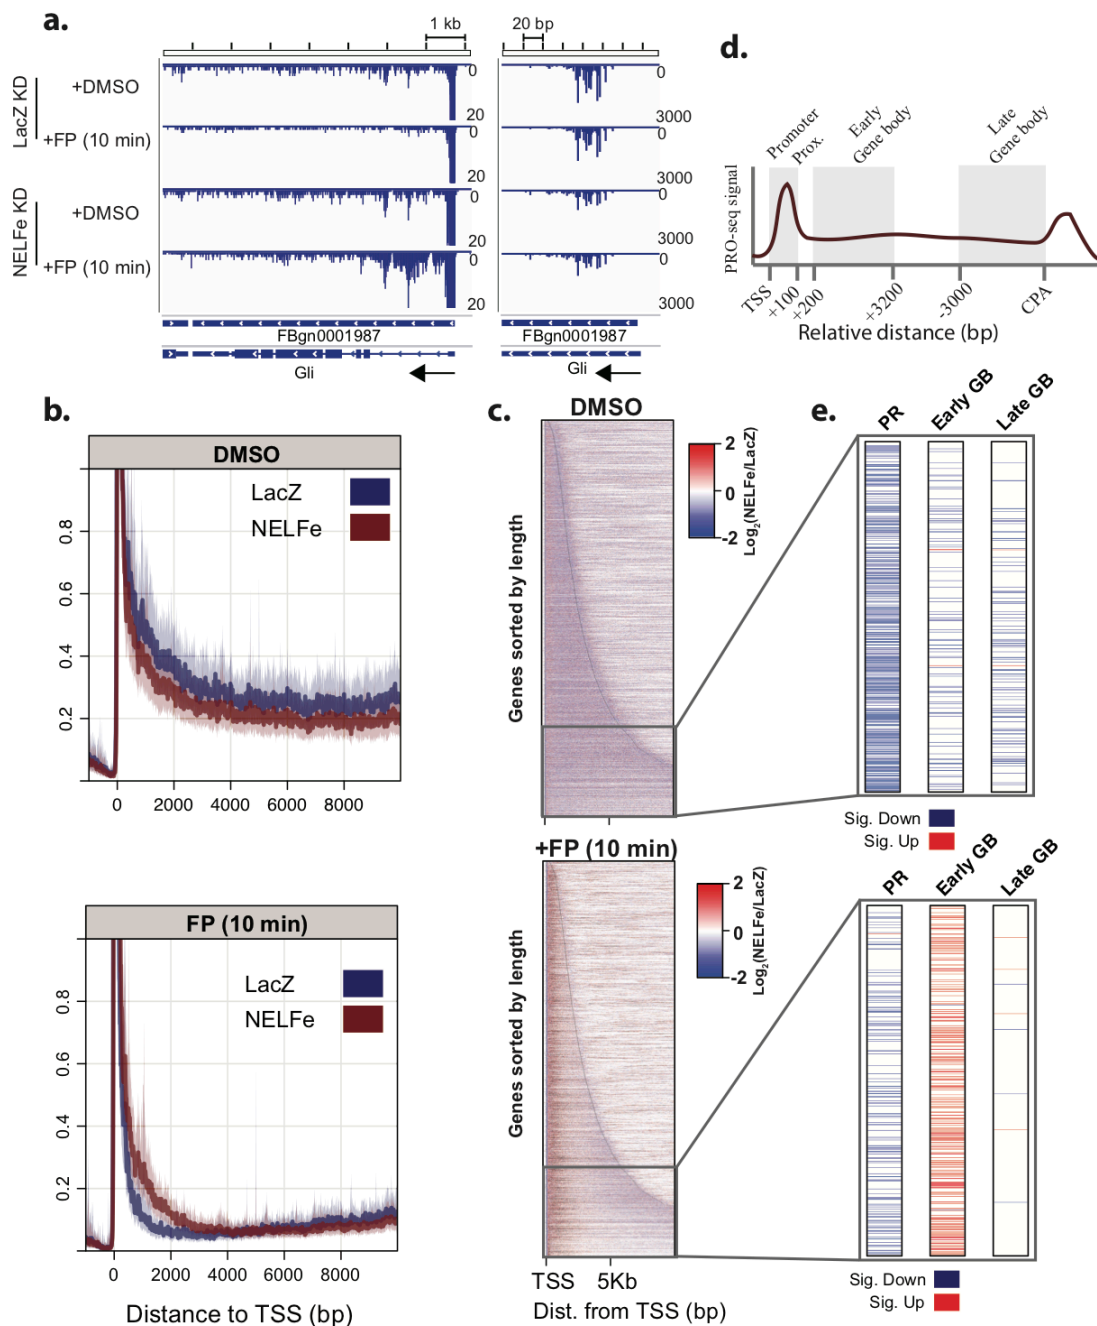 a.
1 kb
20 bp
LacZ KD
+DMSO
0
20
0
3000
+FP (10 min)
0
20
0
3000
NELFe KD
+DMSO
0
20
0
3000
+FP (10 min)
0
20
0
3000
FBgn0001987
FBgn0001987
Gli
Gli
d.
Promoter
Prox.
Early
Gene body
Late
Gene body
PRO-seq signal
TSS
+100
+200
+3200
-3000
CPA
Relative distance (bp)
b.
DMSO
LacZ
NELFe
0.8
0.6
0.4
0.2
0 2000 4000 6000 8000
FP (10 min)
LacZ
NELFe
0.8
0.6
0.4
0.2
0 2000 4000 6000 8000
Distance to TSS (bp)
c.
DMSO
2
0
-2
Log2(NELFe/LacZ)
Genes sorted by length
+FP (10 min)
2
0
-2
Log2(NELFe/LacZ)
Genes sorted by length
TSS 5Kb
Dist. from TSS (bp)
e.
PR
Early GB
Late GB
Sig. Down
Sig. Up
PR
Early GB
Late GB
Sig. Down
Sig. Up